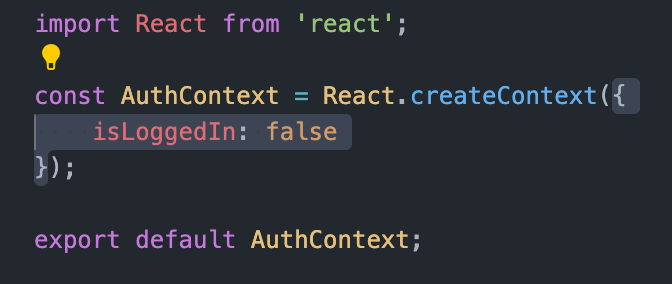 import React from 'react';
const AuthContext = React.createContext({
isLoggedIn: false
});
export default AuthContext;